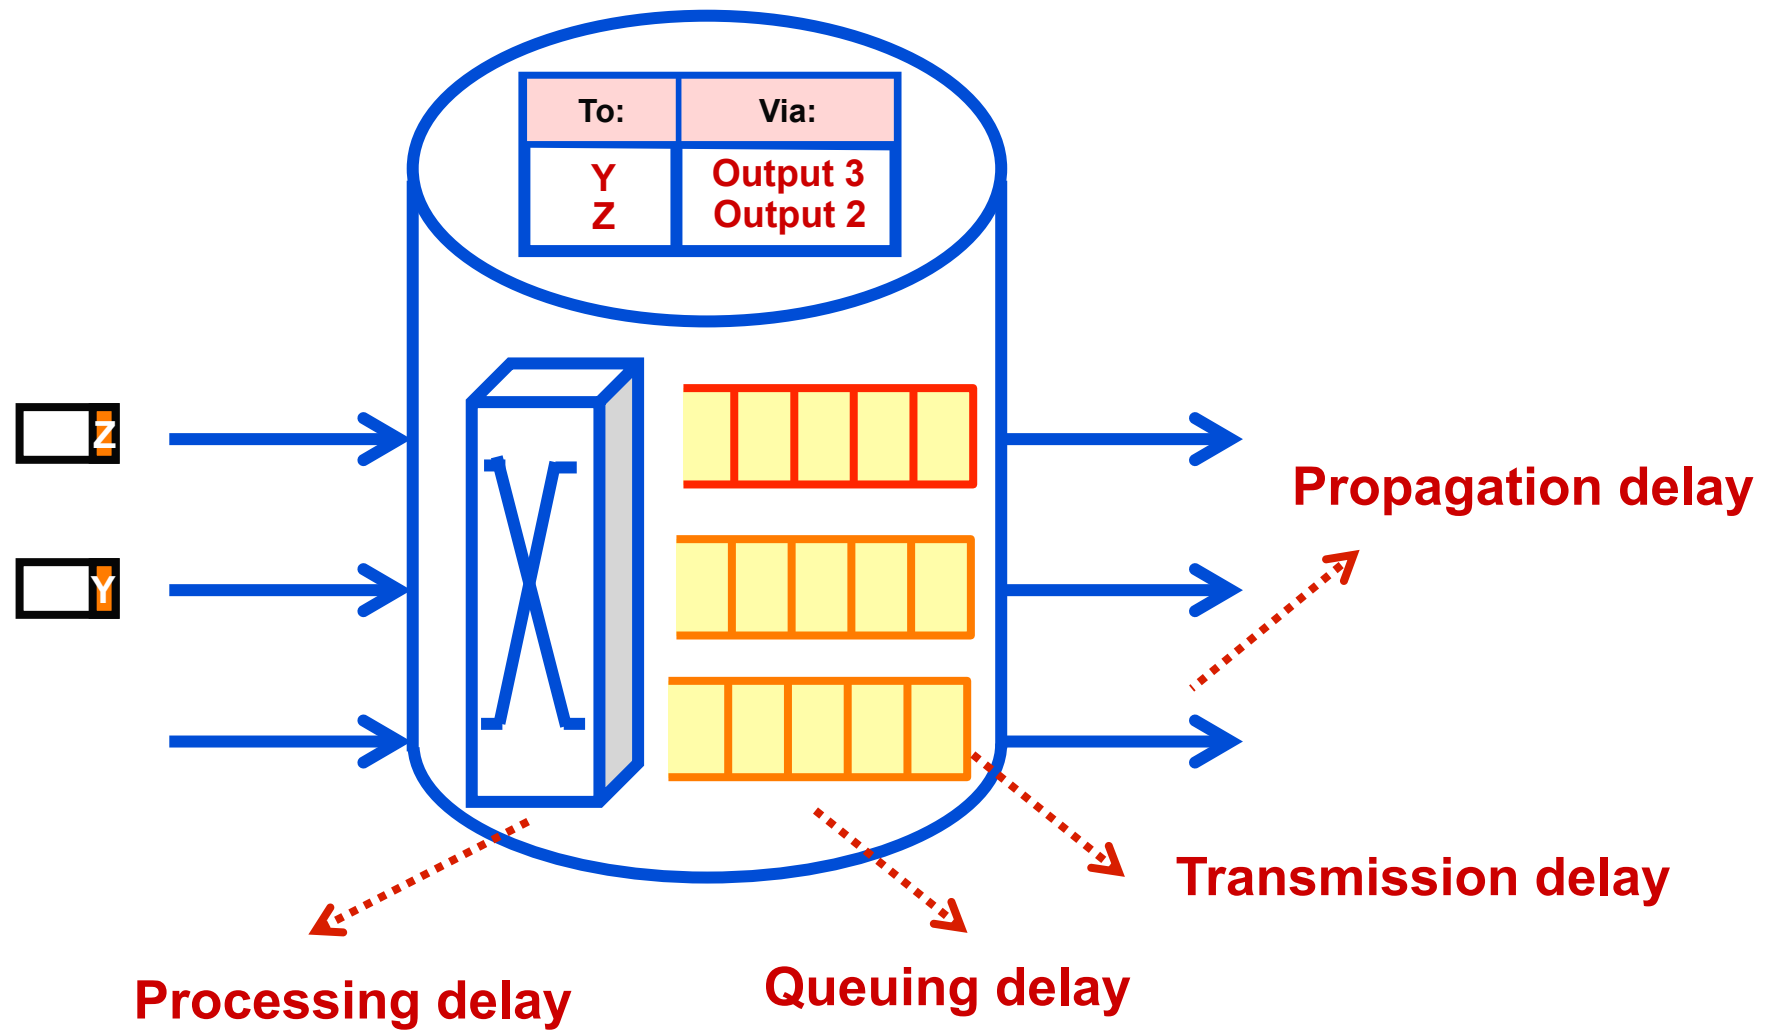 To: Via:
Y Output 3
Z Output 2
Z
Y
Propagation delay
Transmission delay
Queuing delay
Processing delay